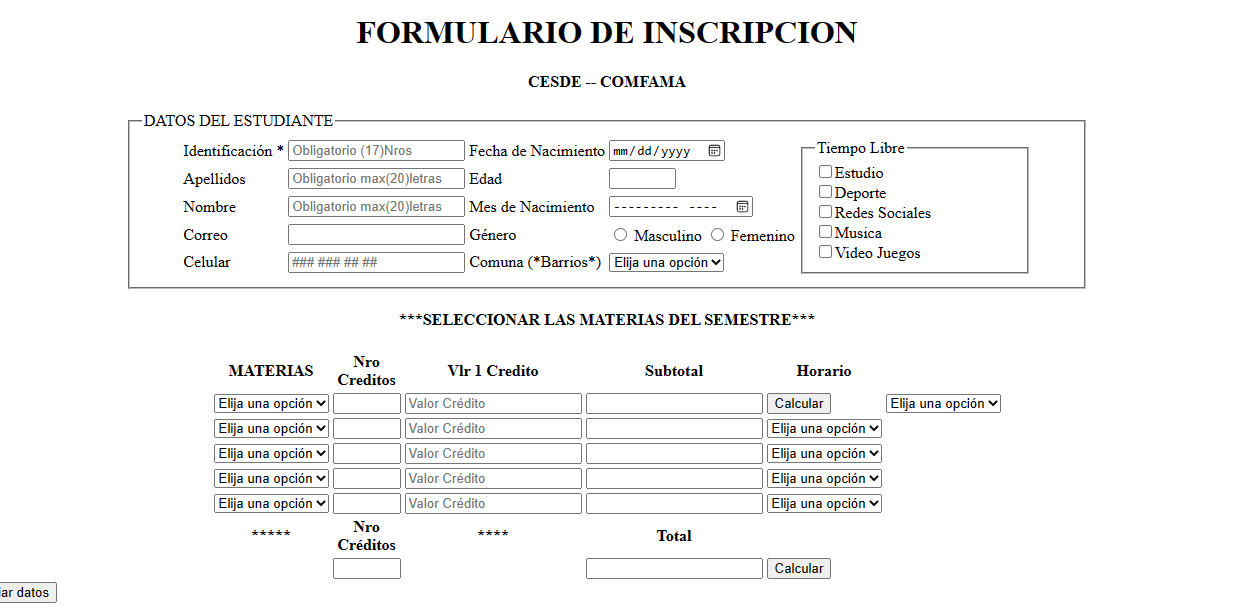 FORMULARIO DE INSCRIPCION
CESDE -- COMFAMA
DATOS DEL ESTUDIANTE
Identificación * Obligatorio (17)Nros Fecha de Nacimiento mm/dd/yyyy
Apellidos Obligatorio max(20)letras Edad
Nombre Obligatorio max(20)letras Mes de Nacimiento --------- ----
Correo Género Masculino Femenino
Celular ### ### ## ## Comuna (*Barrios*) Elija una opción
Tiempo Libre
Estudio
Deporte
Redes Sociales
Musica
Video Juegos
***SELECCIONAR LAS MATERIAS DEL SEMESTRE***
MATERIAS Nro Creditos Vlr 1 Credito Subtotal Horario
Elija una opción Valor Crédito Calcular Elija una opción
Elija una opción Valor Crédito Elija una opción
Elija una opción Valor Crédito Elija una opción
Elija una opción Valor Crédito Elija una opción
Elija una opción Valor Crédito Elija una opción
***** Nro Créditos **** Total
Calcular
iar datos